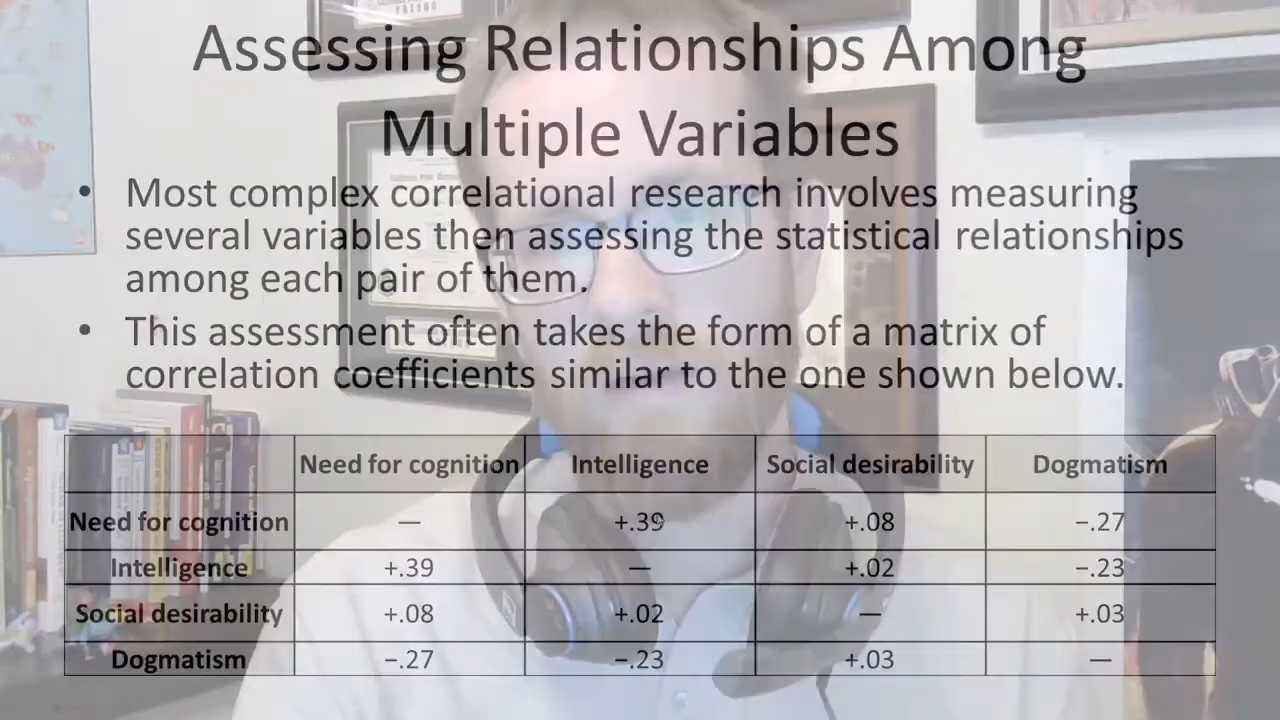 Assessing Relationships Among
Multiple Variables
• Most complex correlational research involves measuring
several variables then assessing the statistical relationships
among each pair of them.
• This assessment often takes the form of a matrix of
correlation coefficients similar to the one shown below.
Need for cognition Intelligence Social desirability Dogmatism
Need for cognition — +.39 +.08 −.27
Intelligence +.39 — +.02 −.23
Social desirability +.08 +.02 — +.03
Dogmatism −.27 −.23 +.03 —